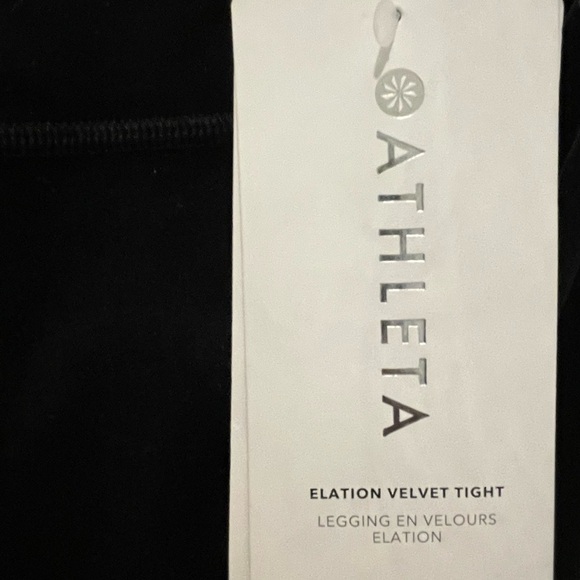 ATHLETA
ELATION VELVET TIGHT
LEGGING EN VELOURS
ELATION